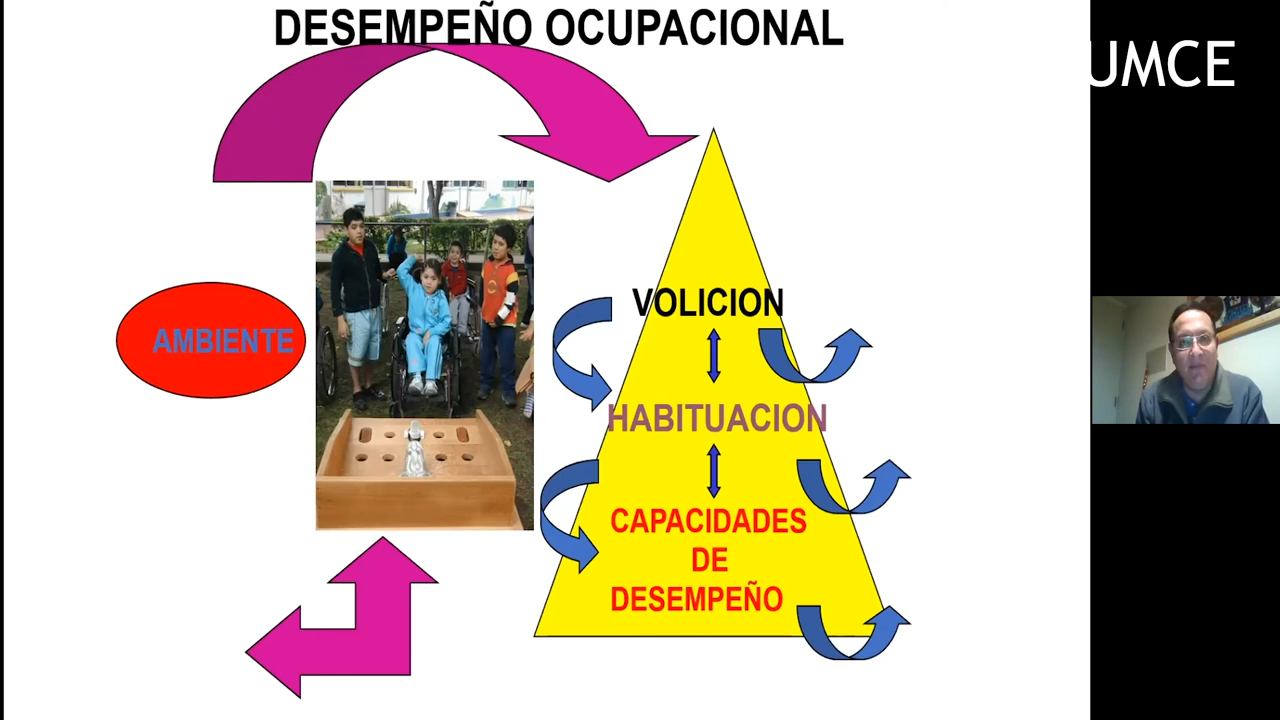 DESEMPEÑO OCUPACIONAL
UMCE
AMBIENTE
VOLICION
HABITUACION
CAPACIDADES
DE
DESEMPEÑO